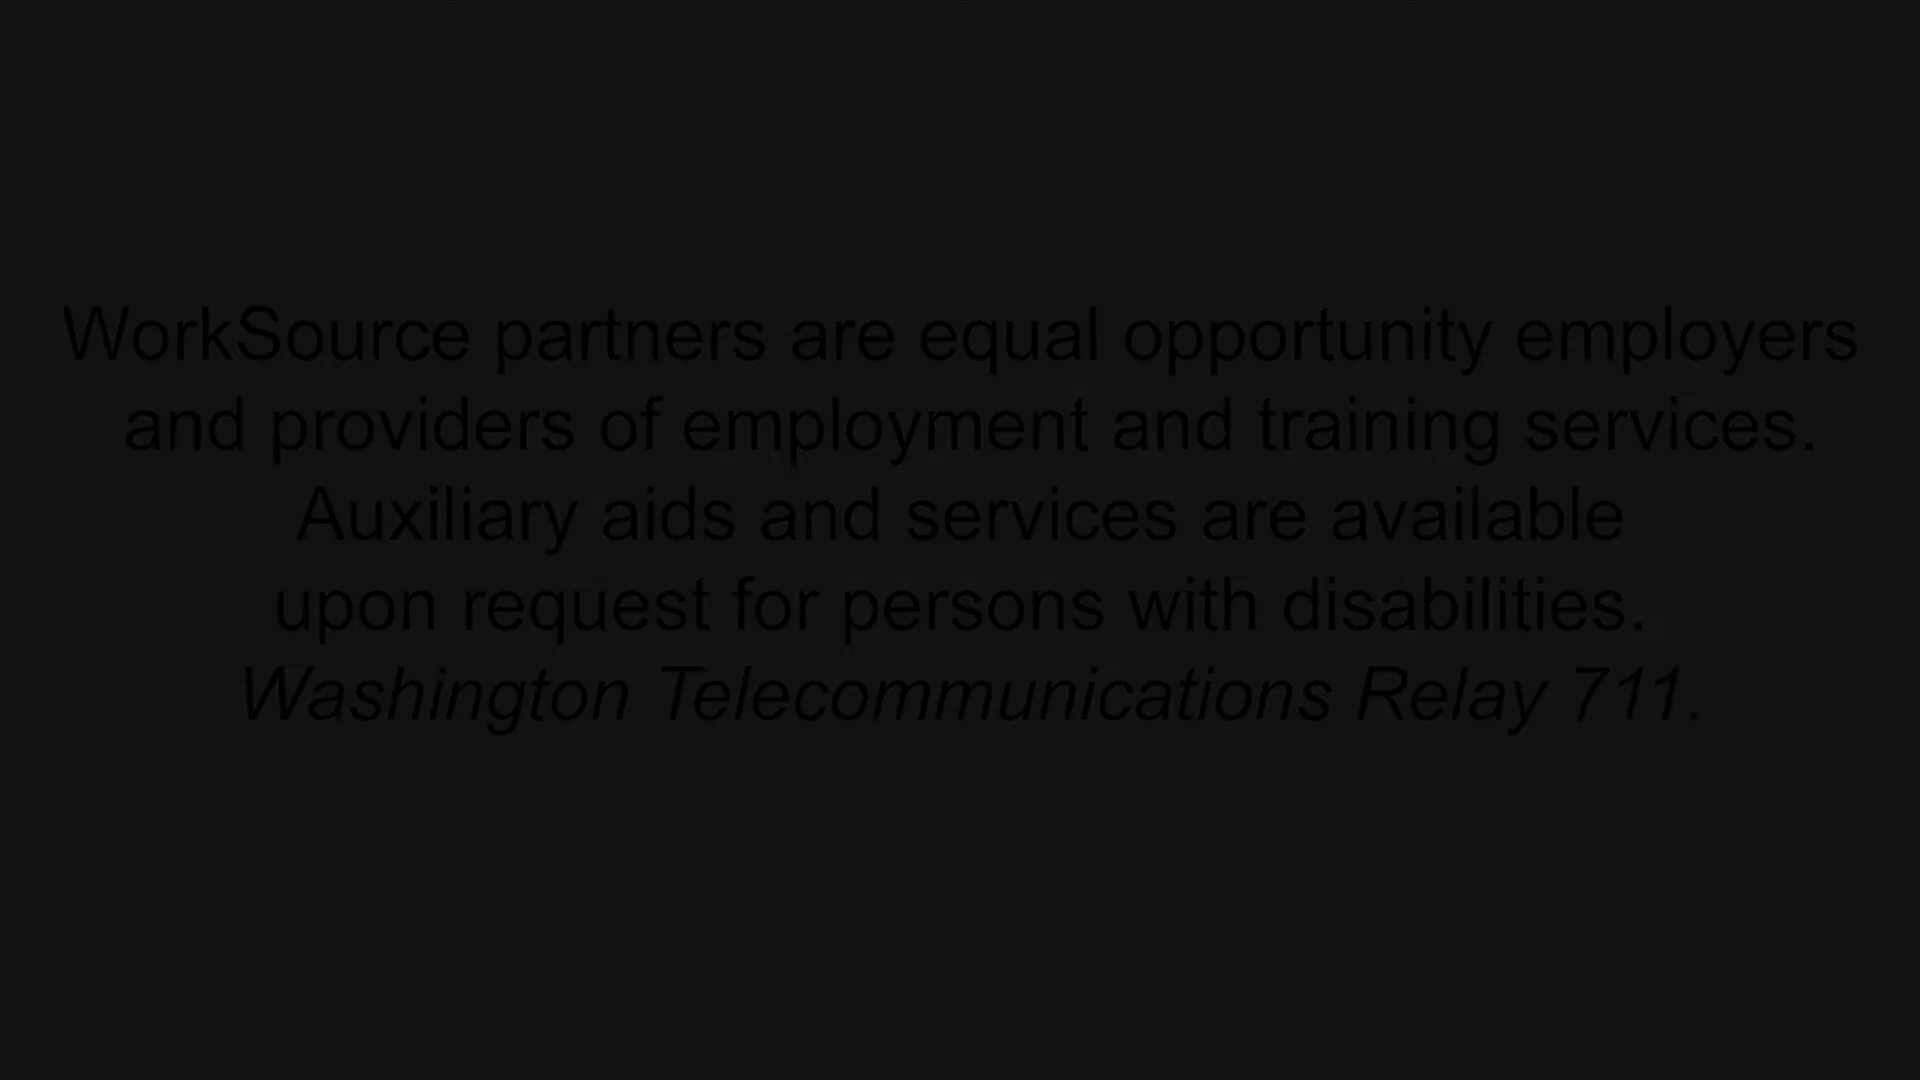 WorkSource partners are equal opportunity employers
and providers of employment and training services.
Auxiliary aids and services are available
upon request for persons with disabilities.
Washington Telecommunications Relay 711.